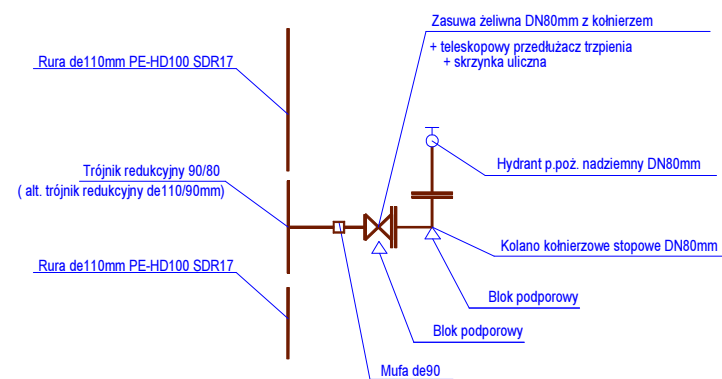 Zasuwa żeliwna DN80mm z kołnierzem
+ teleskopowy przedłużacz trzpienia
+ skrzynka uliczna
Rura de110mm PE-HD100 SDR17
Hydrant p.poż. nadziemny DN80mm
Trójnik redukcyjny 90/80
( alt. trójnik redukcyjny de110/90mm)
Kolano kołnierzowe stopowe DN80mm
Rura de110mm PE-HD100 SDR17
Blok podporowy
Blok podporowy
Mufa de90